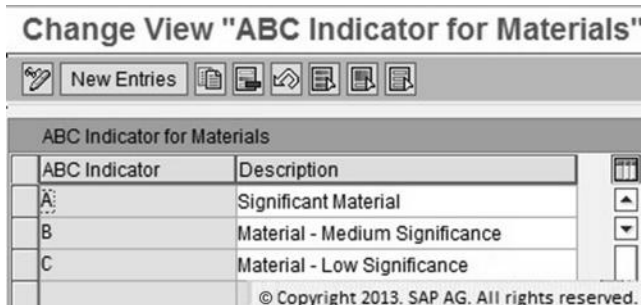 Change View "ABC Indicator for Materials"
New Entries
ABC Indicator for Materials
ABC Indicator Description
A Significant Material
B Material - Medium Significance
C Material - Low Significance
© Copyright 2013. SAP AG. All rights reserved.